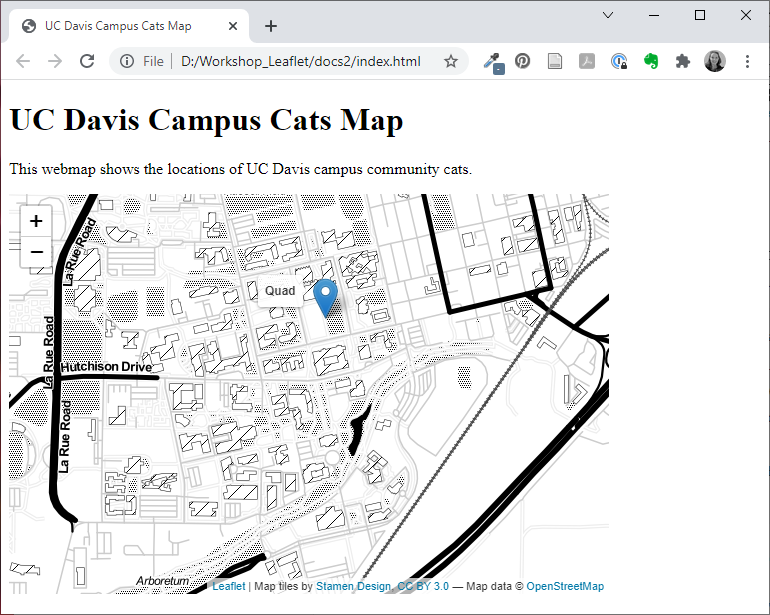 UC Davis Campus Cats Map
File | D:/Workshop_Leaflet/docs2/index.html
UC Davis Campus Cats Map
This webmap shows the locations of UC Davis campus community cats.
+
−
La Rue Road
Quad
La Rue Road
Hutchison Drive
La Rue Road
Arboretum
Leaflet | Map tiles by Stamen Design, CC BY 3.0 — Map data © OpenStreetMap